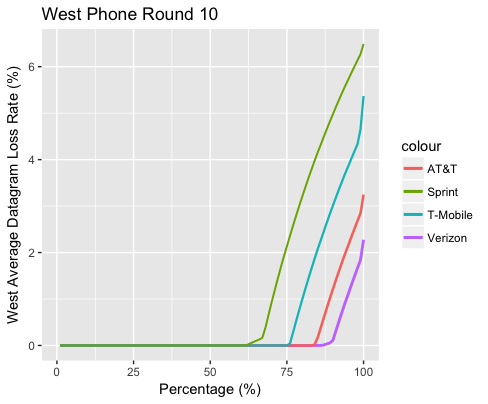 West Phone Round 10
West Average Datagram Loss Rate (%)
6
4
2
0
0
25
50
75
100
Percentage (%)
colour
AT&T
Sprint
T-Mobile
Verizon